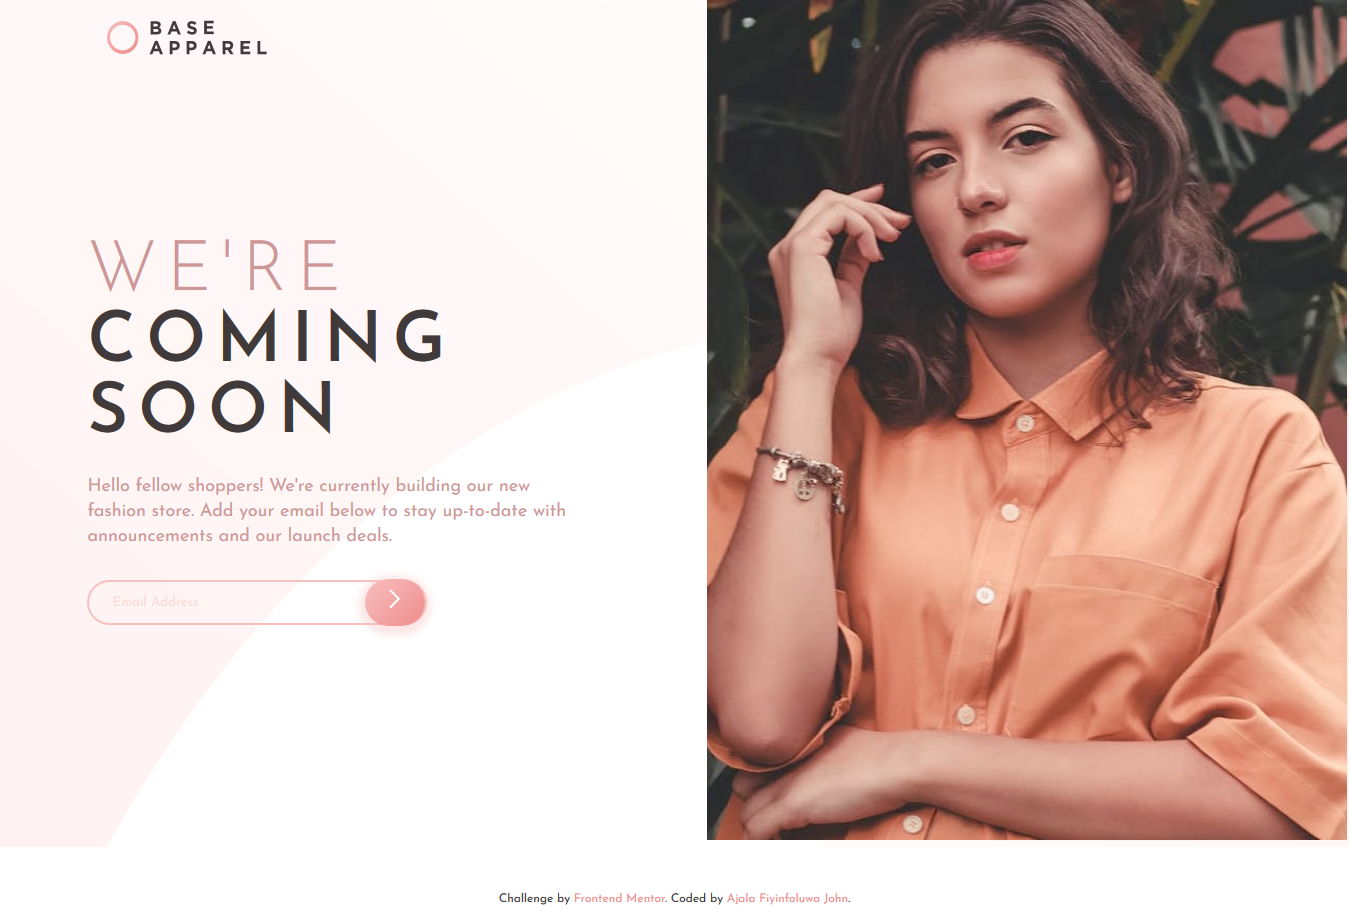 BASE
APPAREL
WE'RE
COMING
SOON
Hello fellow shoppers! We're currently building our new
fashion store. Add your email below to stay up-to-date with
announcements and our launch deals.
Email Address
Challenge by Frontend Mentor. Coded by Ajala Fiyinfoluwa John.